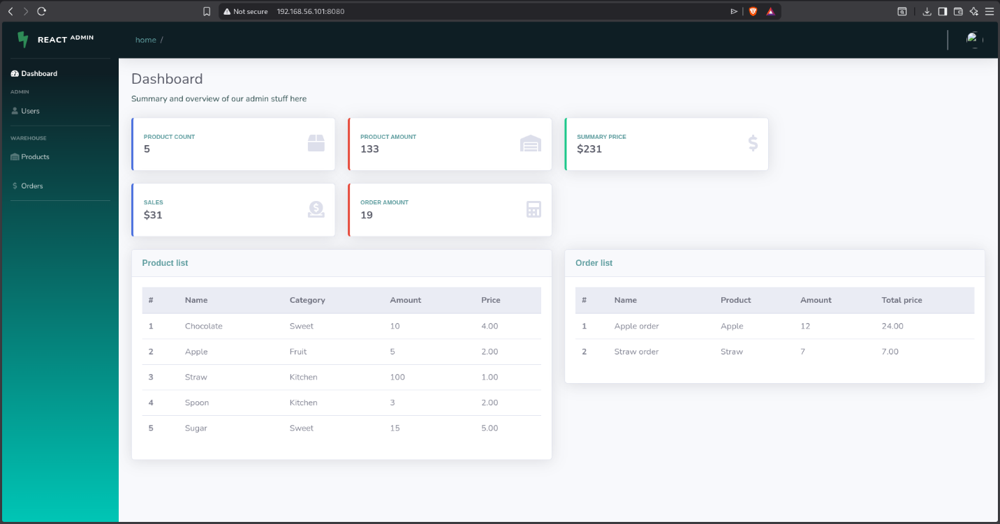 Not secure 192.168.56.101:8080
REACT ADMIN
home /
Dashboard
ADMIN
Users
WAREHOUSE
Products
Orders
Dashboard
Summary and overview of our admin stuff here
PRODUCT COUNT
5
PRODUCT AMOUNT
133
SUMMARY PRICE
$231
SALES
$31
ORDER AMOUNT
19
Product list
# Name Category Amount Price
1 Chocolate Sweet 10 4.00
2 Apple Fruit 5 2.00
3 Straw Kitchen 100 1.00
4 Spoon Kitchen 3 2.00
5 Sugar Sweet 15 5.00
Order list
# Name Product Amount Total price
1 Apple order Apple 12 24.00
2 Straw order Straw 7 7.00